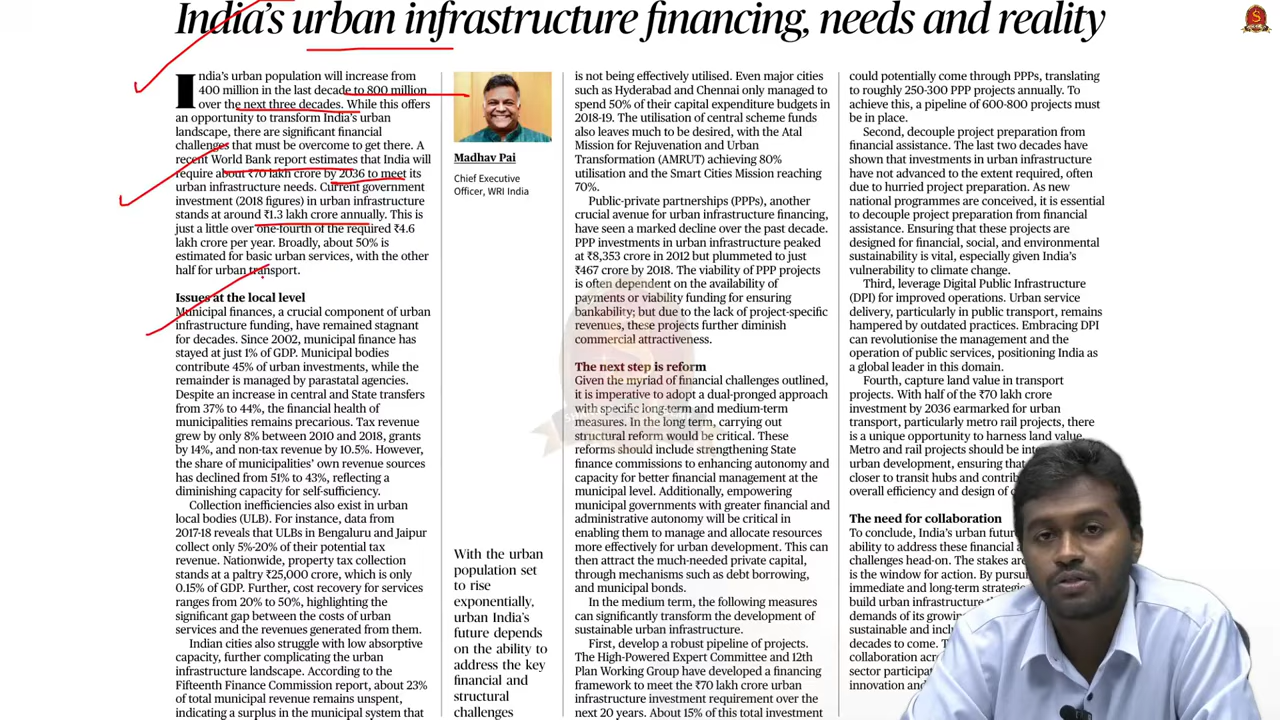 India's urban infrastructure financing, needs and reality
India's urban population will increase from
400 million in the last decade to 800 million
over the next three decades. While this offers
an opportunity to transform India's urban
landscape, there are significant financial
challenges that must be overcome to get there. A
recent World Bank report estimates that India will
require about ₹70 lakh crore by 2036 to meet its
urban infrastructure needs. Current government
investment (2018 figures) in urban infrastructure
stands at around ₹1.3 lakh crore annually. This is
just a little over one-fourth of the required ₹4.6
lakh crore per year. Broadly, about 50% is
estimated for basic urban services, with the other
half for urban transport.
Issues at the local level
Municipal finances, a crucial component of urban
infrastructure funding, have remained stagnant
for decades. Since 2002, municipal finance has
stayed at just 1% of GDP. Municipal bodies
contribute 45% of urban investments, while the
remainder is managed by parastatal agencies.
Despite an increase in central and State transfers
from 37% to 44%, the financial health of
municipalities remains precarious. Tax revenue
grew by only 8% between 2010 and 2018, grants
by 14%, and non-tax revenue by 10.5%. However,
the share of municipalities' own revenue sources
has declined from 51% to 43%, reflecting a
diminishing capacity for self-sufficiency.
Collection inefficiencies also exist in urban
local bodies (ULB). For instance, data from
2017-18 reveals that ULBs in Bengaluru and Jaipur
collect only 5%-20% of their potential tax
revenue. Nationwide, property tax collection
stands at a paltry ₹25,000 crore, which is only
0.15% of GDP. Further, cost recovery for services
ranges from 20% to 50%, highlighting the
significant gap between the costs of urban
services and the revenues generated from them.
Indian cities also struggle with low absorptive
capacity, further complicating the urban
infrastructure landscape. According to the
Fifteenth Finance Commission report, about 23%
of total municipal revenue remains unspent,
indicating a surplus in the municipal system that
Madhav Pai
Chief Executive
Officer, WRI India
With the urban
population set
to rise
exponentially,
urban India's
future depends
on the ability to
address the key
financial and
structural
challenges
is not being effectively utilised. Even major cities
such as Hyderabad and Chennai only managed to
spend 50% of their capital expenditure budgets in
2018-19. The utilisation of central scheme funds
also leaves much to be desired, with the Atal
Mission for Rejuvenation and Urban
Transformation (AMRUT) achieving 80%
utilisation and the Smart Cities Mission reaching
70%.
Public-private partnerships (PPPs), another
crucial avenue for urban infrastructure financing,
have seen a marked decline over the past decade.
PPP investments in urban infrastructure peaked
at ₹8,353 crore in 2012 but plummeted to just
₹467 crore by 2018. The viability of PPP projects
is often dependent on the availability of
payments or viability funding for ensuring
bankability; but due to the lack of project-specific
revenues, these projects further diminish
commercial attractiveness.
The next step is reform
Given the myriad of financial challenges outlined,
it is imperative to adopt a dual-pronged approach
with specific long-term and medium-term
measures. In the long term, carrying out
structural reform would be critical. These
reforms should include strengthening State
finance commissions to enhancing autonomy and
capacity for better financial management at the
municipal level. Additionally, empowering
municipal governments with greater financial and
administrative autonomy will be critical in
enabling them to manage and allocate resources
more effectively for urban development. This can
then attract the much-needed private capital,
through mechanisms such as debt borrowing,
and municipal bonds.
In the medium term, the following measures
can significantly transform the development of
sustainable urban infrastructure.
First, develop a robust pipeline of projects.
The High-Powered Expert Committee and 12th
Plan Working Group have developed a financing
framework to meet the ₹70 lakh crore urban
infrastructure investment requirement over the
next 20 years. About 15% of this total investment
could potentially come through PPPs, translating
to roughly 250-300 PPP projects annually. To
achieve this, a pipeline of 600-800 projects must
be in place.
Second, decouple project preparation from
financial assistance. The last two decades have
shown that investments in urban infrastructure
have not advanced to the extent required, often
due to hurried project preparation. As new
national programmes are conceived, it is essential
to decouple project preparation from financial
assistance. Ensuring that these projects are
designed for financial, social, and environmental
sustainability is vital, especially given India's
vulnerability to climate change.
Third, leverage Digital Public Infrastructure
(DPI) for improved operations. Urban service
delivery, particularly in public transport, remains
hampered by outdated practices. Embracing DPI
can revolutionise the management and the
operation of public services, positioning India as
a global leader in this domain.
Fourth, capture land value in transport
projects. With half of the ₹70 lakh crore
investment by 2036 earmarked for urban
transport, particularly metro rail projects, there
is a unique opportunity to harness land value.
Metro and rail projects should be
urban development, ensuring that
closer to transit hubs and
overall efficiency and design of
The need for collaboration
To conclude, India's urban
ability to address these financial
challenges head-on. The stakes are
is the window for action. By
immediate and long-term
build urban infrastructure
demands of its
sustainable and
decades to come.
collaboration
sector
innovation